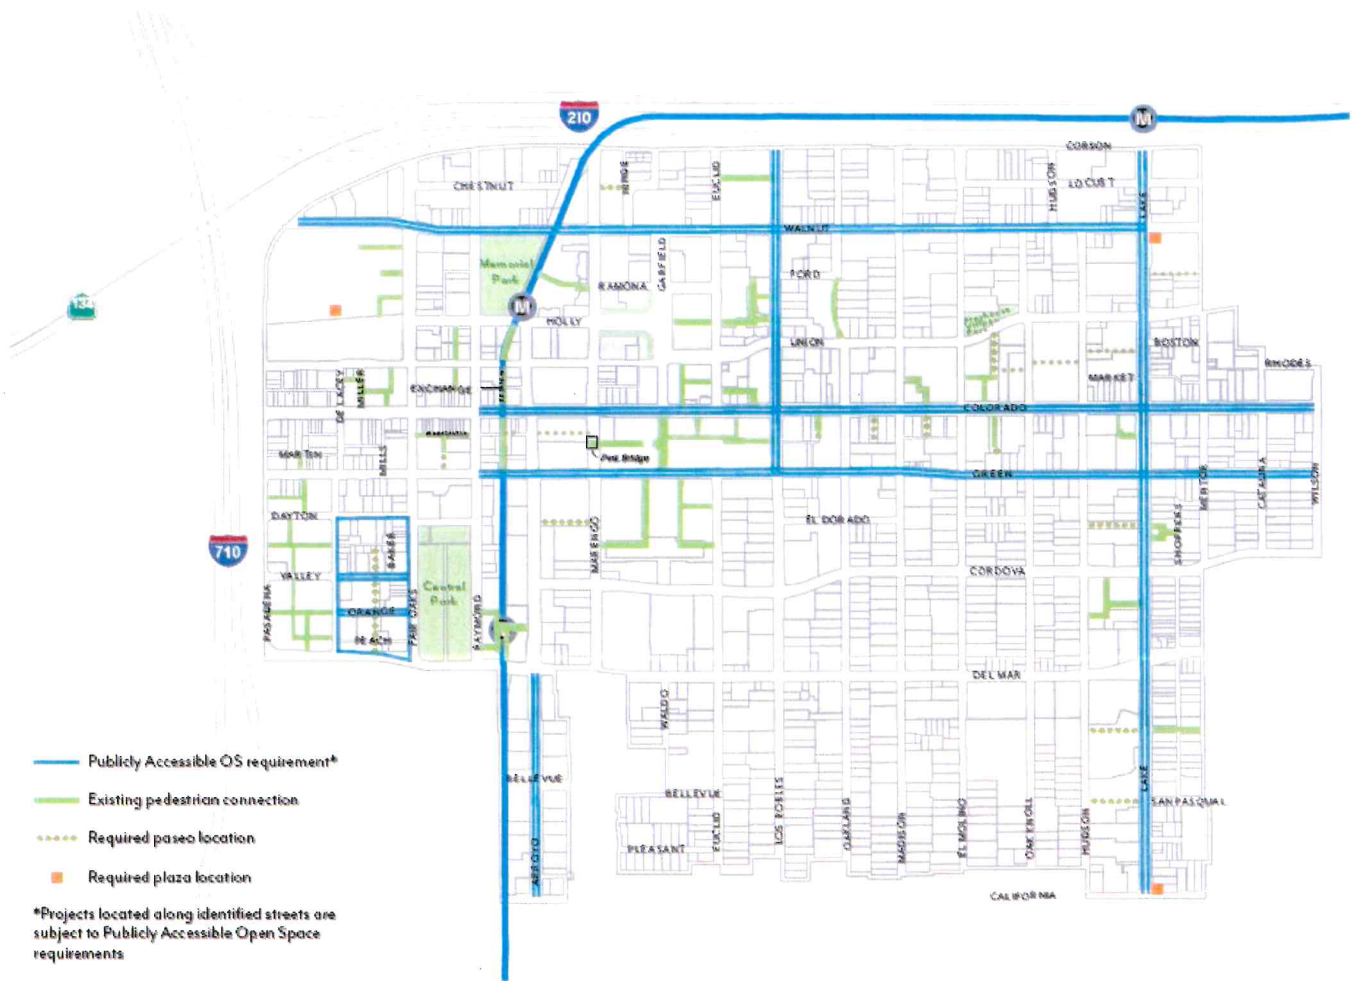 210
M
CORSON
CHESTNUT
EUCLID
HUDSON
LOCUST
LAKE
WALNUT
Memorial
Park
GARFIELD
FORD
RAMONA
134
M
HOLLY
UNION
BOSTON
RHODES
DE LACEY
MILLER
EXCHANGE
MARKET
COLORADO
MARTIN
MILLS
GREEN
MENTOR
CATALINA
WILSON
DAYTON
EL DORADO
SHOPPERS
BAKER
MARENGO
710
VALLEY
CORDOVA
Central
Park
PASADENA
ORANGE
FAIR OAKS
RAYMOND
PEACH
DEL MAR
WALDO
Publicly Accessible OS requirement*
BELLEVUE
LAKE
Existing pedestrian connection
BELLEVUE
SAN PASQUAL
Required paseo location
EUCLID
LOS ROBLES
OAKLAND
MADISON
EL MOLINO
OAK KNOLL
HUDSON
PLEASANT
ARROYO
Required plaza location
CALIFORNIA
*Projects located along identified streets are
subject to Publicly Accessible Open Space
requirements